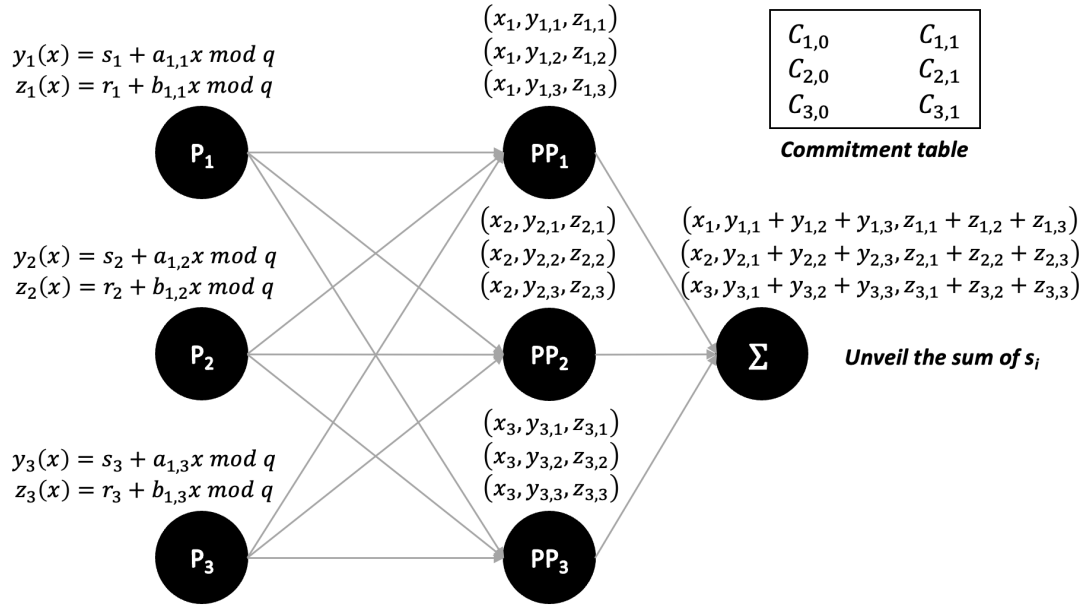 y₁(x) = s₁ + a₁,₁x mod q
z₁(x) = r₁ + b₁,₁x mod q
P₁
(x₁, y₁,₁, z₁,₁)
(x₁, y₁,₂, z₁,₂)
(x₁, y₁,₃, z₁,₃)
PP₁
C₁,₀ C₁,₁
C₂,₀ C₂,₁
C₃,₀ C₃,₁
Commitment table
y₂(x) = s₂ + a₁,₂x mod q
z₂(x) = r₂ + b₁,₂x mod q
P₂
(x₂, y₂,₁, z₂,₁)
(x₂, y₂,₂, z₂,₂)
(x₂, y₂,₃, z₂,₃)
PP₂
(x₁, y₁,₁ + y₁,₂ + y₁,₃, z₁,₁ + z₁,₂ + z₁,₃)
(x₂, y₂,₁ + y₂,₂ + y₂,₃, z₂,₁ + z₂,₂ + z₂,₃)
(x₃, y₃,₁ + y₃,₂ + y₃,₃, z₃,₁ + z₃,₂ + z₃,₃)
Σ
Unveil the sum of sᵢ
y₃(x) = s₃ + a₁,₃x mod q
z₃(x) = r₃ + b₁,₃x mod q
P₃
(x₃, y₃,₁, z₃,₁)
(x₃, y₃,₂, z₃,₂)
(x₃, y₃,₃, z₃,₃)
PP₃